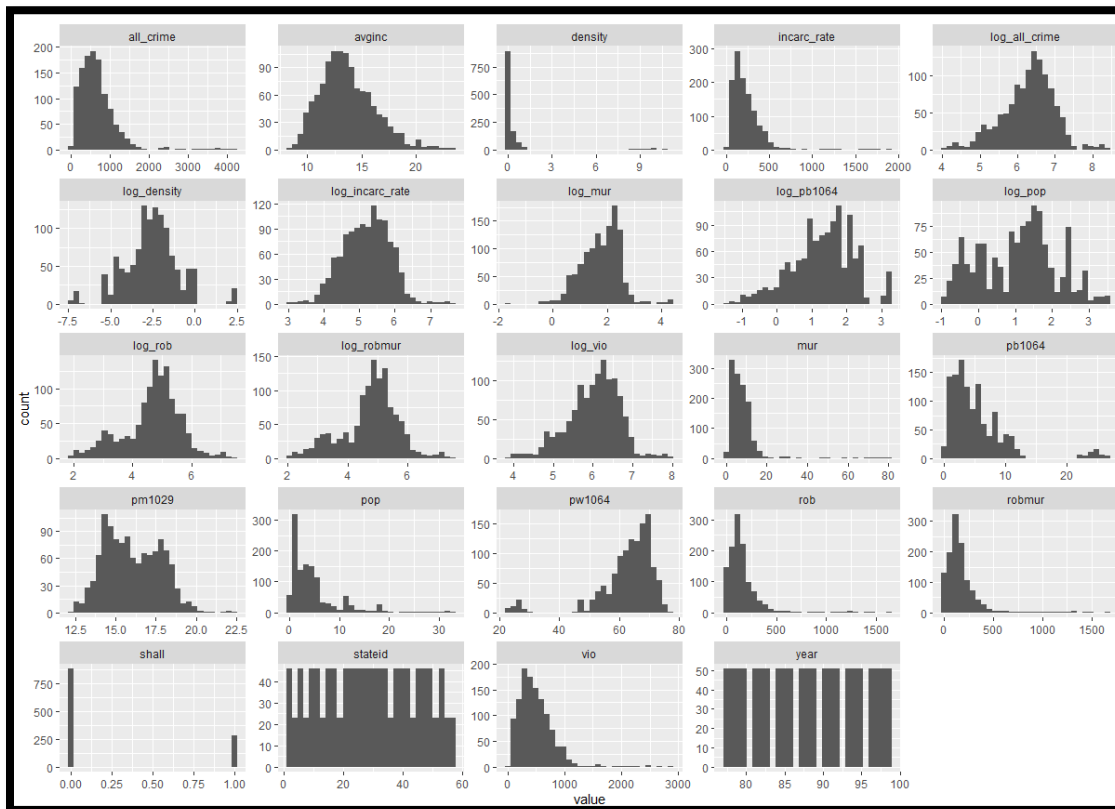 all_crime avginc density incarc_rate log_all_crime
200 150 100 50 0
90 60 30 0
750 500 250 0
300 200 100 0
100 50 0
0 1000 2000 3000 4000
10 15 20
0 3 6 9
0 500 1000 1500 2000
4 5 6 7 8
log_density log_incarc_rate log_mur log_pb1064 log_pop
100 50 0
120 90 60 30 0
150 100 50 0
90 60 30 0
75 50 25 0
-7.5 -5.0 -2.5 0.0 2.5
3 4 5 6 7
-2 0 2 4
-1 0 1 2 3
-1 0 1 2 3
log_rob log_robmur log_vio mur pb1064
150 100 50 0
150 100 50 0
100 50 0
300 200 100 0
150 100 50 0
2 4 6
2 4 6
4 5 6 7 8
0 20 40 60 80
0 10 20
count
pm1029 pop pw1064 rob robmur
90 60 30 0
300 200 100 0
150 100 50 0
300 200 100 0
300 200 100 0
12.5 15.0 17.5 20.0 22.5
0 10 20 30
20 40 60 80
0 500 1000 1500
0 500 1000 1500
shall stateid vio year
750 500 250 0
40 30 20 10 0
200 150 100 50 0
50 40 30 20 10 0
0.00 0.25 0.50 0.75 1.00
0 20 40 60
0 1000 2000 3000
80 85 90 95 100
value